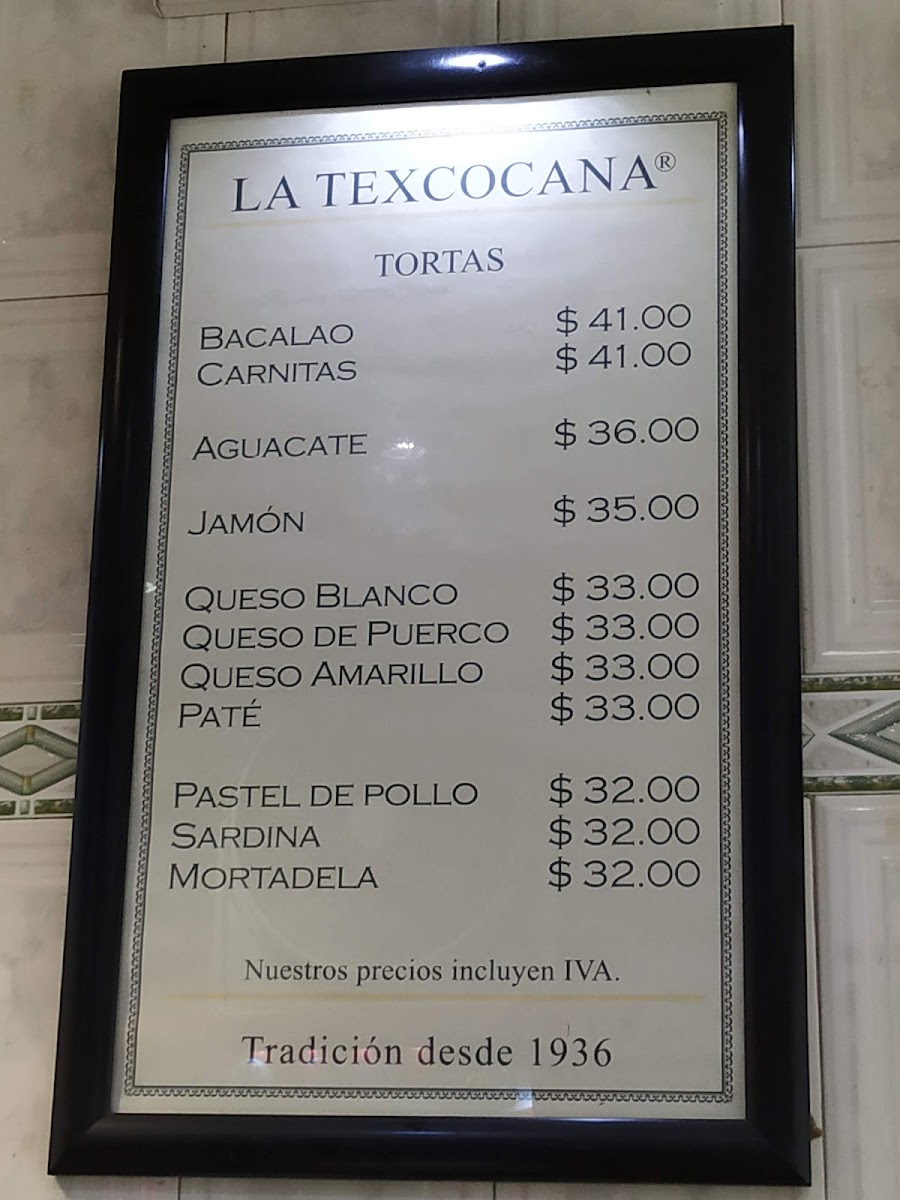 LA TEXCOCANA®
TORTAS
BACALAO $ 41.00
CARNITAS $ 41.00
AGUACATE $ 36.00
JAMÓN $ 35.00
QUESO BLANCO $ 33.00
QUESO DE PUERCO $ 33.00
QUESO AMARILLO $ 33.00
PATÉ $ 33.00
PASTEL DE POLLO $ 32.00
SARDINA $ 32.00
MORTADELA $ 32.00
Nuestros precios incluyen IVA.
Tradición desde 1936